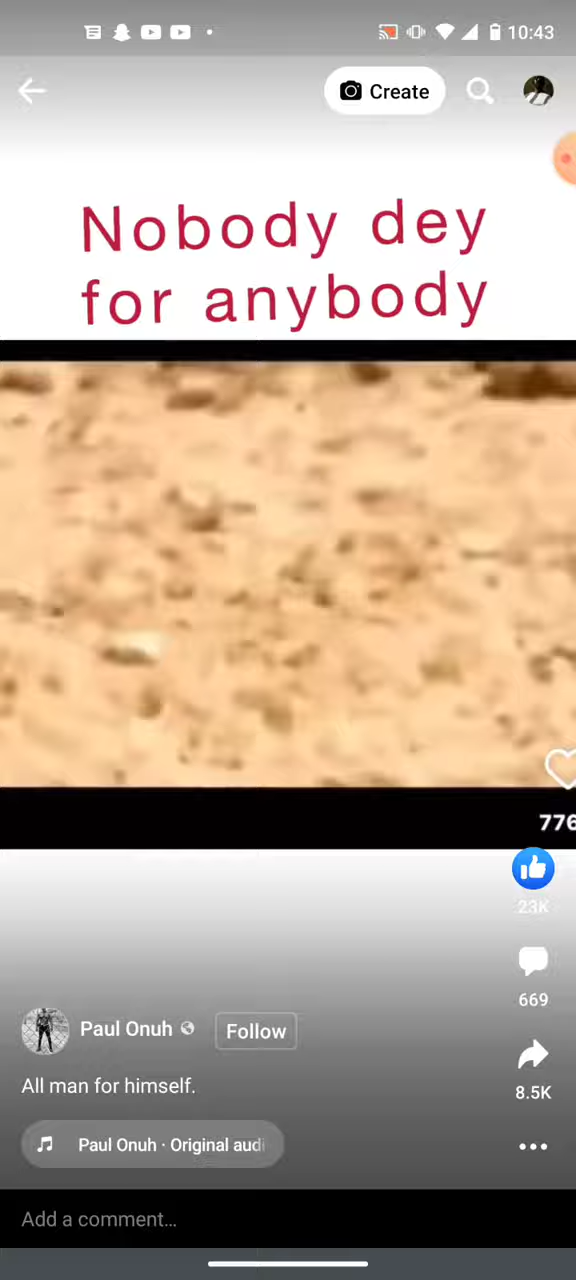 10:43
Create
Nobody dey
for anybody
776
23K
669
Paul Onuh
Follow
All man for himself.
8.5K
Paul Onuh · Original audi
Add a comment…